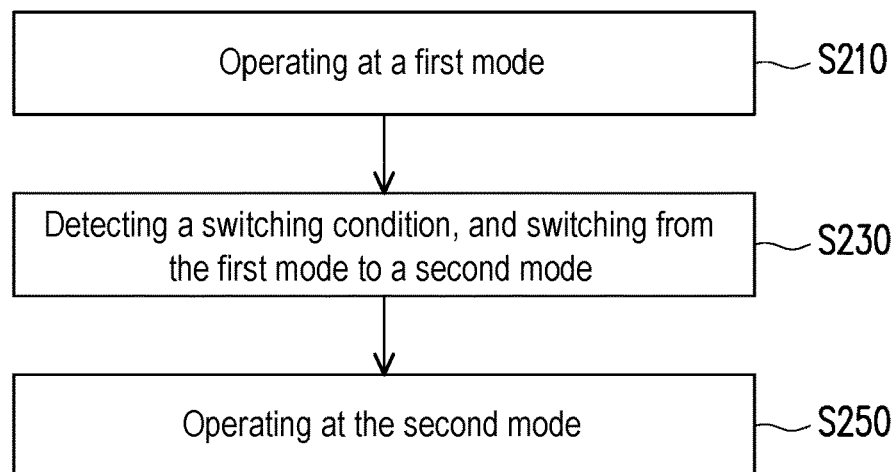 Operating at a first mode
S210
Detecting a switching condition, and switching from
the first mode to a second mode
S230
Operating at the second mode
S250